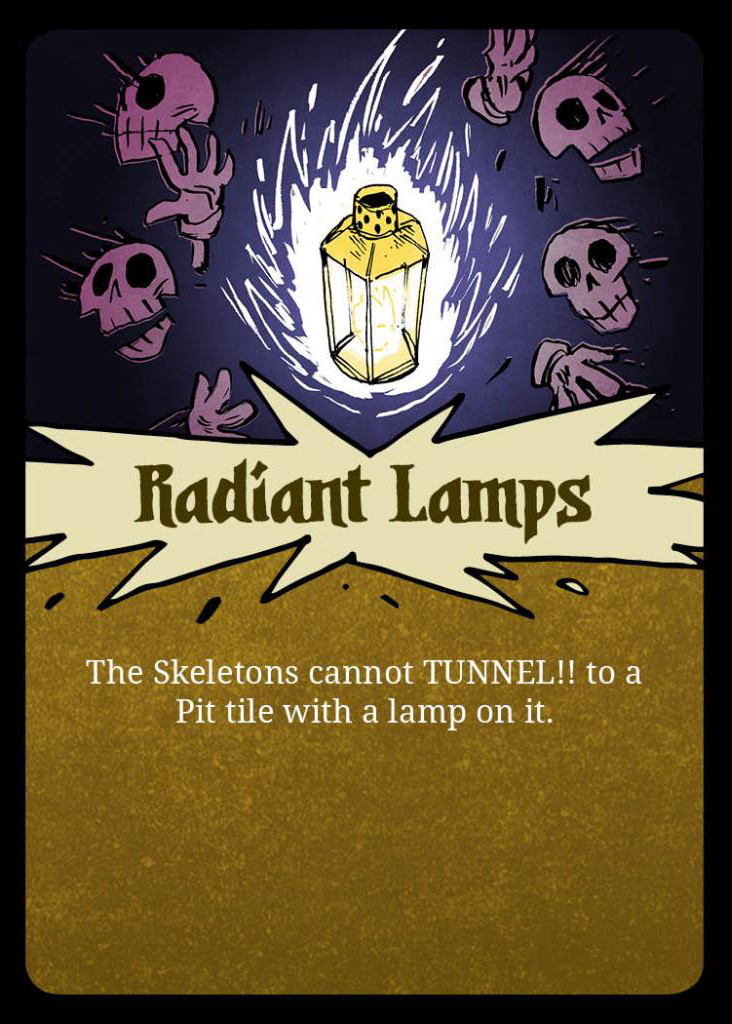 Radiant Lamps
The Skeletons cannot TUNNEL!! to a
Pit tile with a lamp on it.